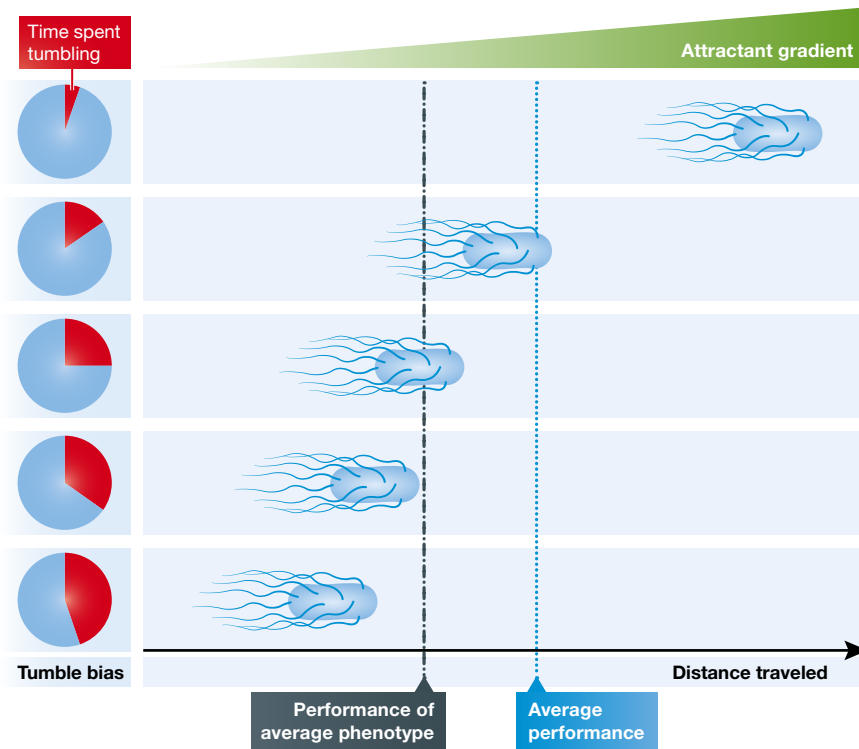 Time spent
tumbling
Attractant gradient
Tumble bias
Distance traveled
Performance of
average phenotype
Average
performance